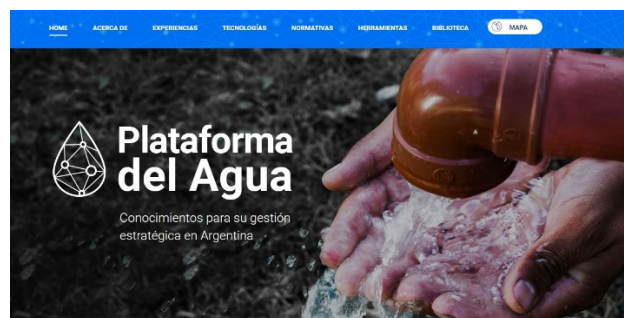 HOME ACERCA DE EXPERIENCIAS TECNOLOGÍAS NORMATIVAS HERRAMIENTAS BIBLIOTECA MAPA
Plataforma
del Agua
Conocimientos para su gestión
estratégica en Argentina